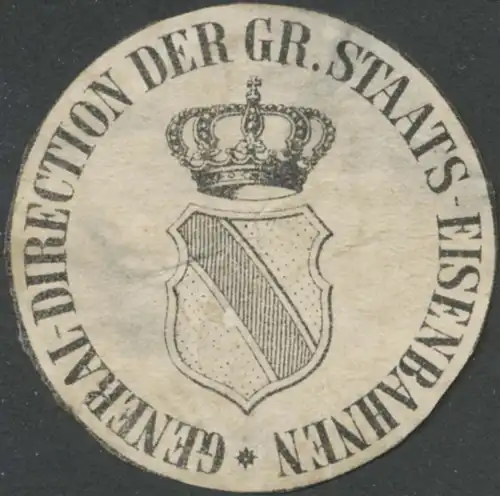 GENERAL-DIRECTION DER GR. STAATS-EISENBAHNEN